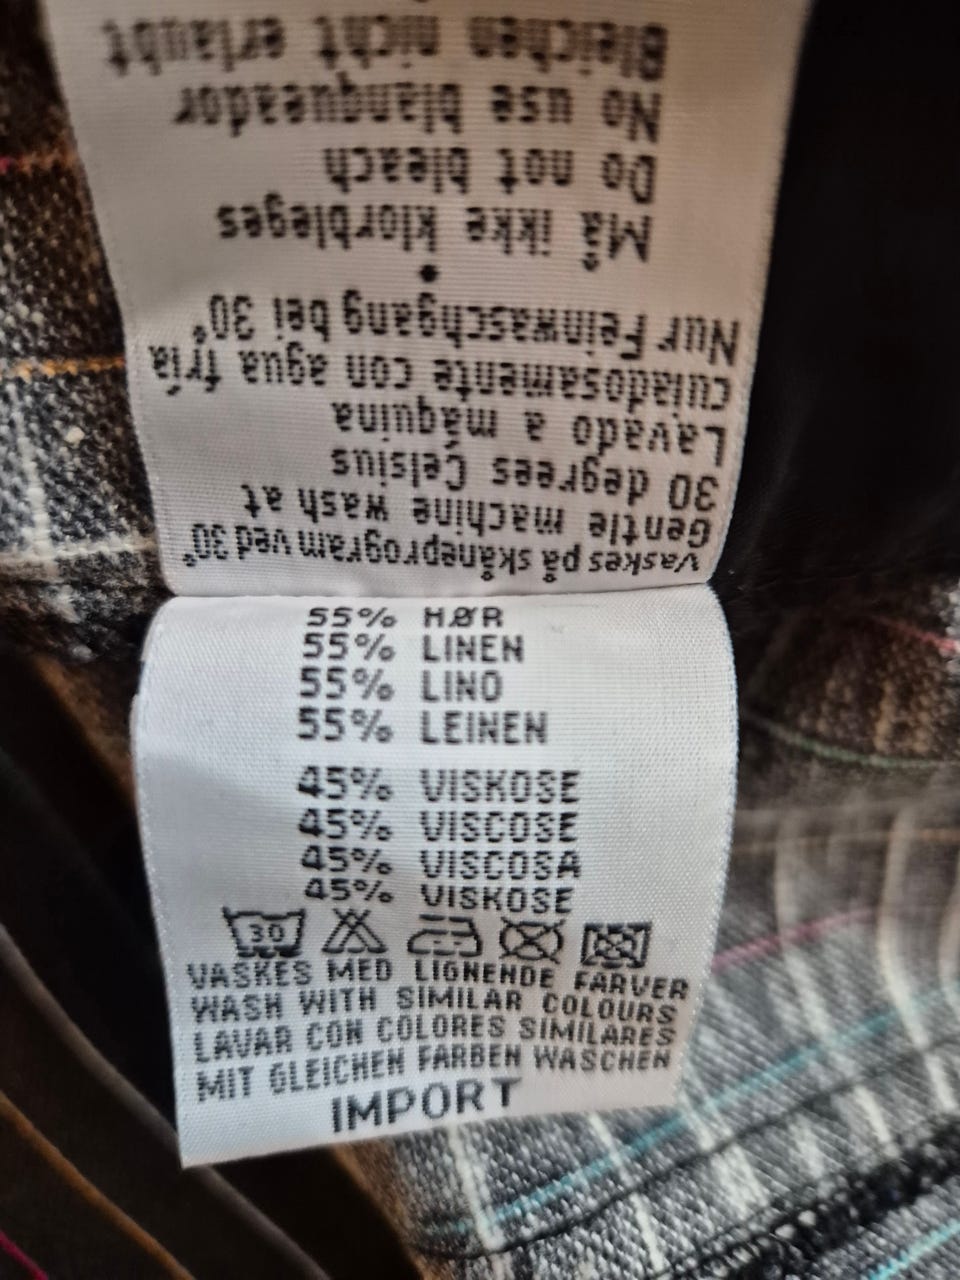 Vaskes på skåneprogram ved 30°
Gentle machine wash at
30 degrees Celsius
Lavado a máquina
cuidadosamente con agua fría
Nur Feinwaschgang bei 30°
•
Må ikke klorbleges
Do not bleach
No use blanqueador
Bleichen nicht erlaubt
55% HØR
55% LINEN
55% LINO
55% LEINEN
45% VISKOSE
45% VISCOSE
45% VISCOSA
45% VISKOSE
30
VASKES MED LIGNENDE FARVER
WASH WITH SIMILAR COLOURS
LAVAR CON COLORES SIMILARES
MIT GLEICHEN FARBEN WASCHEN
IMPORT